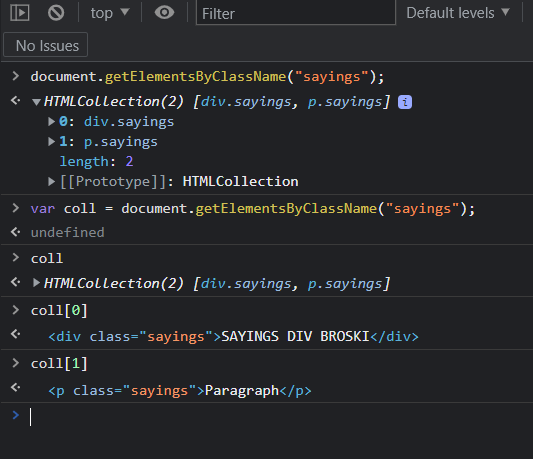 top ▼ Filter Default levels ▼
No Issues
> document.getElementsByClassName("sayings");
▼ HTMLCollection(2) [div.sayings, p.sayings] i
▶ 0: div.sayings
▶ 1: p.sayings
length: 2
▶ [[Prototype]]: HTMLCollection
> var coll = document.getElementsByClassName("sayings");
undefined
> coll
▶ HTMLCollection(2) [div.sayings, p.sayings]
> coll[0]
<div class="sayings">SAYINGS DIV BROSKI</div>
> coll[1]
<p class="sayings">Paragraph</p>
>